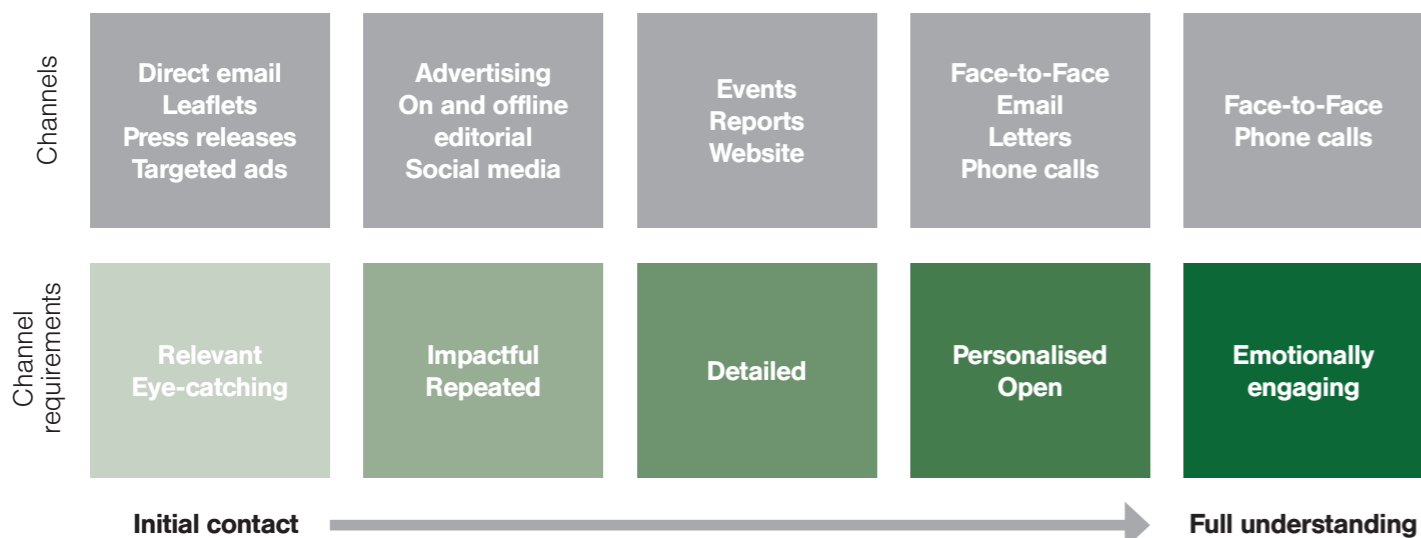 Channels
Direct email
Leaflets
Press releases
Targeted ads
Advertising
On and offline
editorial
Social media
Events
Reports
Website
Face-to-Face
Email
Letters
Phone calls
Face-to-Face
Phone calls
Channel
requirements
Relevant
Eye-catching
Impactful
Repeated
Detailed
Personalised
Open
Emotionally
engaging
Initial contact
Full understanding